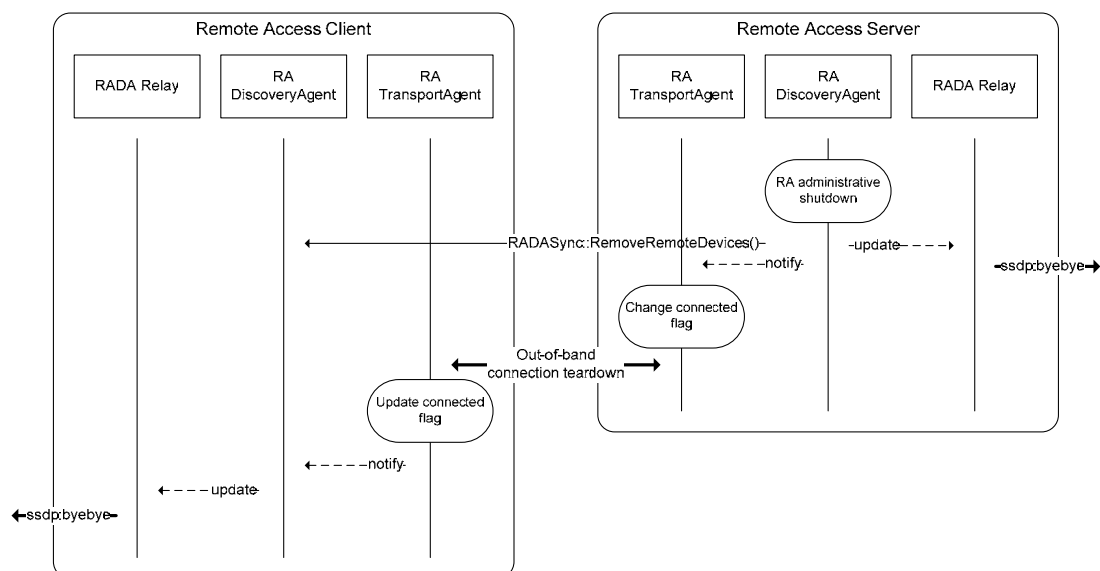 Remote Access Client
Remote Access Server
RADA Relay
RA
DiscoveryAgent
RA
TransportAgent
RA
TransportAgent
RA
DiscoveryAgent
RADA Relay
RA administrative
shutdown
RADASync::RemoveRemoteDevices()
update
notify
ssdp:byebye
Change connected
flag
Out-of-band
connection teardown
Update connected
flag
notify
update
ssdp:byebye